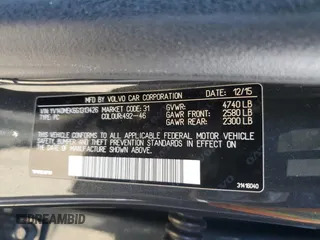 MFD BY VOLVO CAR CORPORATION
12/15
MARKET CODE: 31
TYPE: PC
COLOUR:492-46
GVWR: 4740 LB
GAWR FRONT: 2580 LB
GAWR REAR: 2300 LB
THIS VEHICLE CONFORMS TO ALL APPLICABLE FEDERAL MOTOR VEHICLE
SAFETY, BUMPER, AND THEFT PREVENTION STANDARDS IN EFFECT ON
THE DATE OF MANUFACTURE SHOWN ABOVE.
31416040
DREAMBID